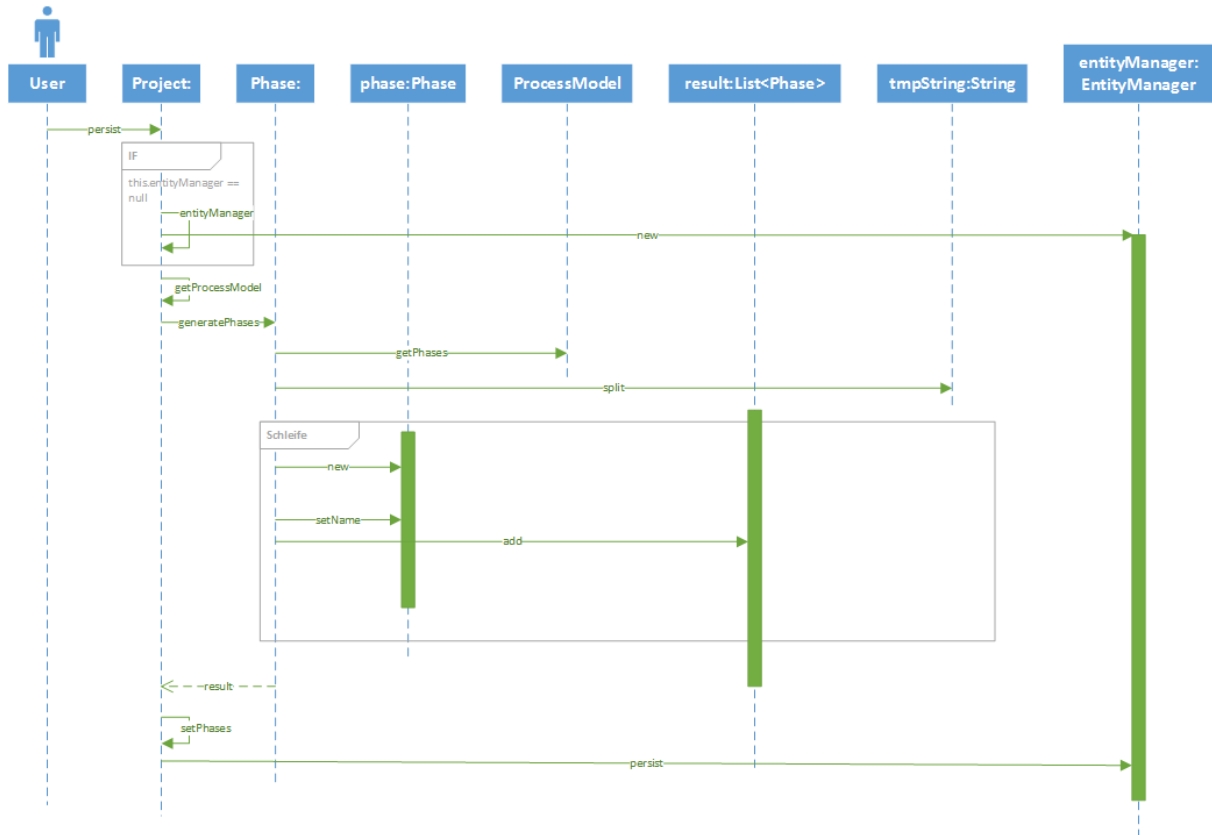 User
Project:
Phase:
phase:Phase
ProcessModel
result:List<Phase>
tmpString:String
entityManager:
EntityManager
persist
IF
this.entityManager ==
null
entityManager
new
getProcessModel
generatePhases
getPhases
split
Schleife
new
setName
add
result
setPhases
persist